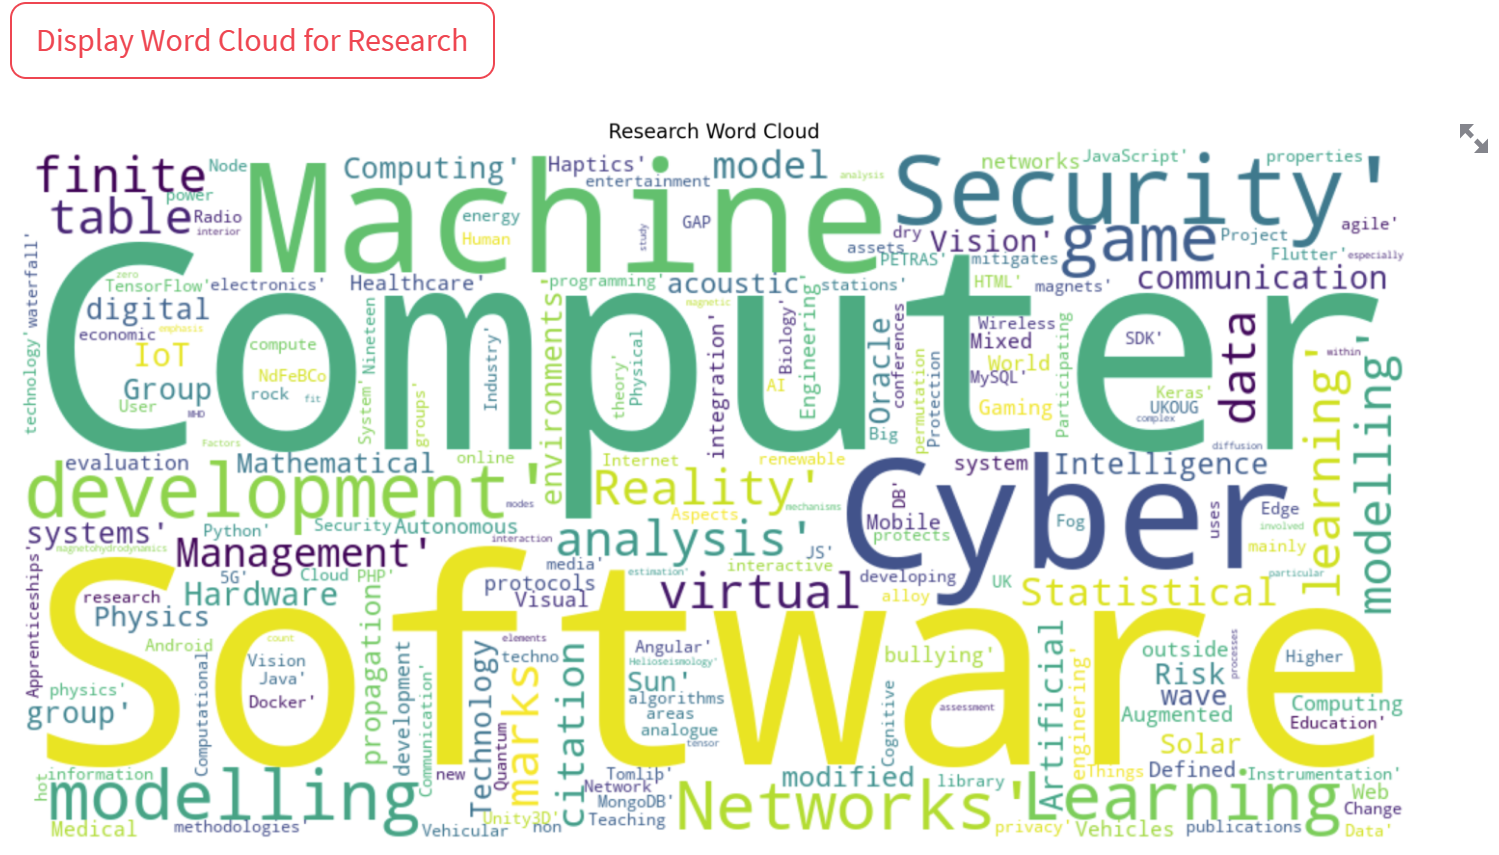 Display Word Cloud for Research
Research Word Cloud
finite
Node
Machine
Computing'
Haptics'
entertainment
model
analysis
Security'
networks
JavaScript'
properties
power
table
Radio
interior
energy
Human
study
GAP
dry
assets
Vision'
game
Project
agile'
PETRAS'
mitigates
Flutter'
especially
waterfall'
zero
TensorFlow'
electronics'
Healthcare'
programming'
acoustic
stations'
HTML'
magnets'
communication
Computer
digital
economic
emphasis
IoT
compute
Nineteen
environments
magnetic
Biology'
Engineering
Oracle
conferences
Wireless
Mixed
World
Participating
SDK'
data
within
technology'
Group
NdFeBCo
rock
fit
User
MHD
System'
groups'
Industry'
theory'
Physical
integration'
AI
permutation
Protection
MySQL'
Gaming
Keras'
UKOUG
complex
learning'
modelling'
Factors
Big
diffusion
evaluation
Mathematical
online
Internet
renewable
system
Intelligence
development'
modes
Reality'
Aspects
mechanisms
Cyber
DB'
Mobile
protects
Fog
uses
Edge
involved
mainly
systems'
Python'
Security
Autonomous
interaction
analysis'
JS'
magnetohydrodynamics
Management'
media'
estimation'
interactive
developing
UK
particular
5G'
Cloud
PHP'
protocols
Visual
virtual
alloy
Statistical
Apprenticeships'
research
Hardware
Physics
Software
Android
count
propagation
elements
techno
Angular'
Helioseismology'
bullying'
Artificial
outside
processes
Higher
physics'
Computational
Vision
Java'
Docker'
development
Communication'
Technology
marks
citation
Sun'
algorithms
areas
analogue
tensor
Cognitive
assessment
enginering'
Risk
wave
Augmented
Computing
Education'
group'
Solar
hot
information
new
Quantum
Tomlib'
Network'
modified
library
Things
Defined
Instrumentation'
modelling
MongoDB'
Teaching
Networks'
Learning
Web
Change
Medical
methodologies'
Vehicular
Unity3D'
non
privacy'
Vehicles
publications
Data'